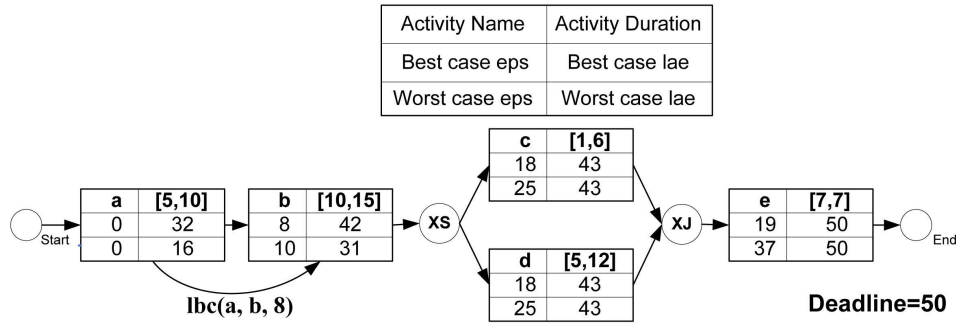 Activity Name Activity Duration
Best case eps Best case lae
Worst case eps Worst case lae
c [1,6]
18 43
25 43
a [5,10]
0 32
0 16
b [10,15]
8 42
10 31
XS
XJ
e [7,7]
19 50
37 50
Start
End
d [5,12]
18 43
25 43
lbc(a, b, 8)
Deadline=50